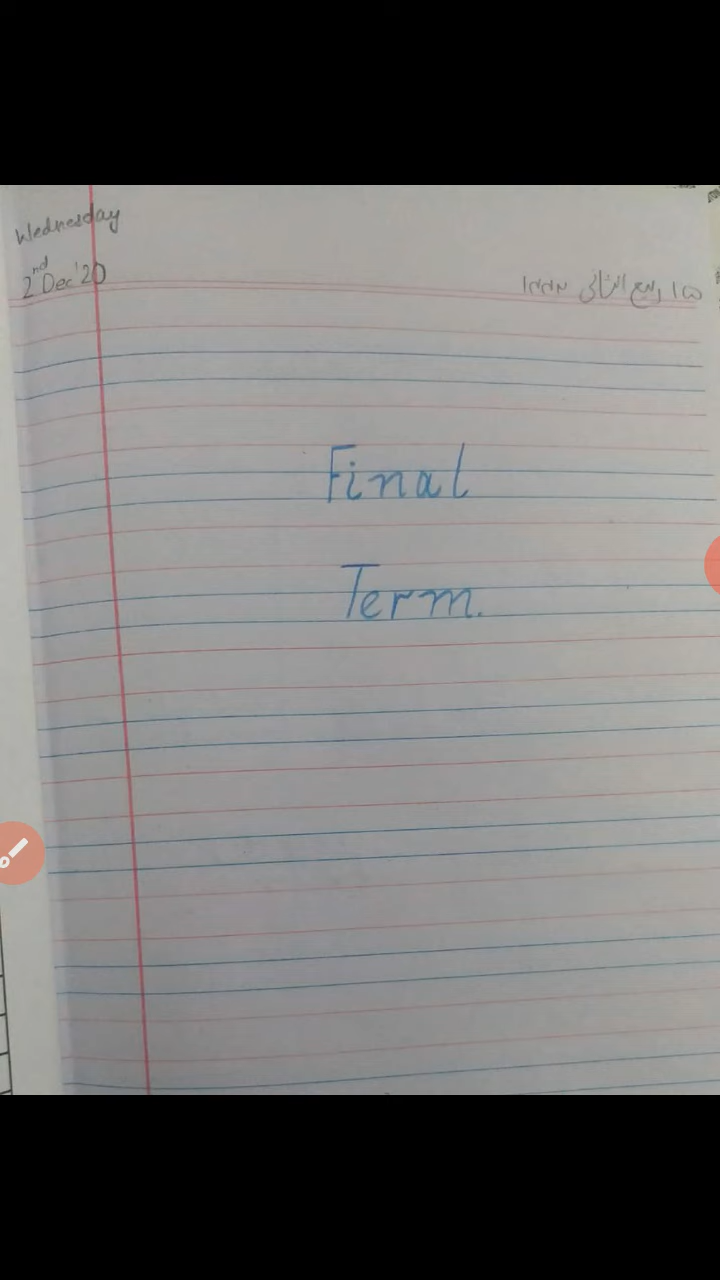 Wednesday
2nd Dec'20
۱۵ ربیع الثانی ۱۴۴۲
Final
Term.